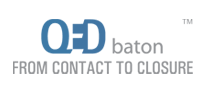 TM
QED baton
FROM CONTACT TO CLOSURE